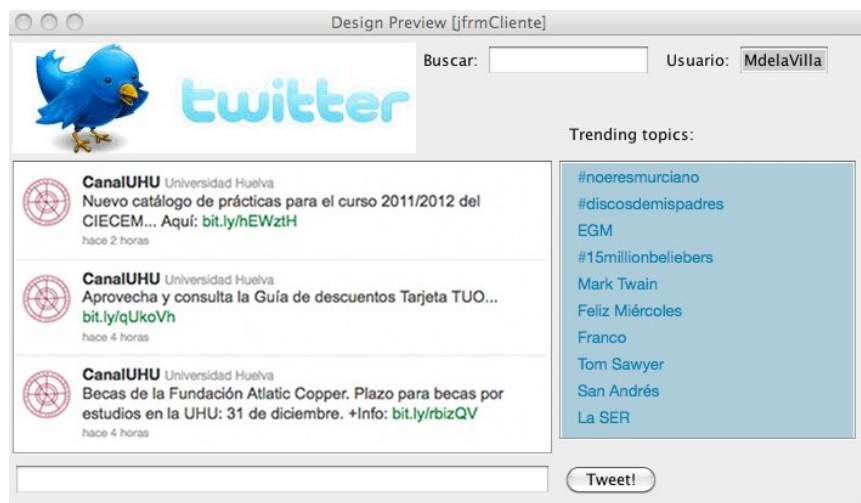 Design Preview [jfrmCliente]
twitter
Buscar:
Usuario: MdelaVilla
Trending topics:
CanalUHU Universidad Huelva
Nuevo catálogo de prácticas para el curso 2011/2012 del
CIECEM... Aquí: bit.ly/hEWztH
hace 2 horas
CanalUHU Universidad Huelva
Aprovecha y consulta la Guía de descuentos Tarjeta TUO...
bit.ly/qUkoVh
hace 4 horas
CanalUHU Universidad Huelva
Becas de la Fundación Atlatic Copper. Plazo para becas por
estudios en la UHU: 31 de diciembre. +Info: bit.ly/rbizQV
hace 4 horas
#noeresmurciano
#discosdemispadres
EGM
#15millionbeliebers
Mark Twain
Feliz Miércoles
Franco
Tom Sawyer
San Andrés
La SER
Tweet!